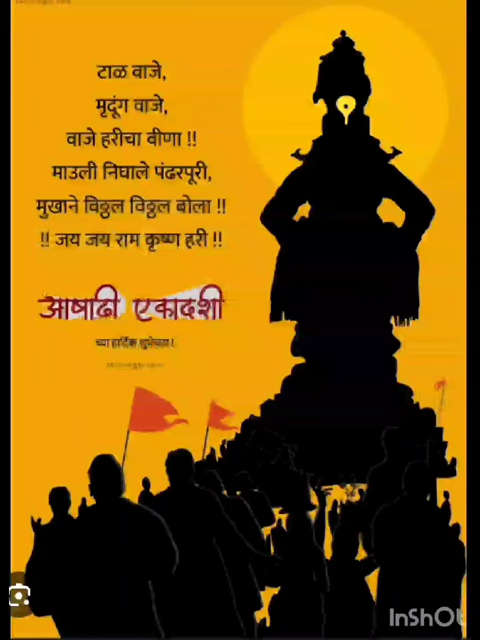 टाळ वाजे,
मृदूंग वाजे,
वाजे हरीचा वीणा !!
माउली निघाले पंढरपूरी,
मुखाने विठ्ठल विठ्ठल बोला !!
!! जय जय राम कृष्ण हरी !!
आषाढी एकादशी
च्या हार्दिक शुभेच्छा !
InShOt